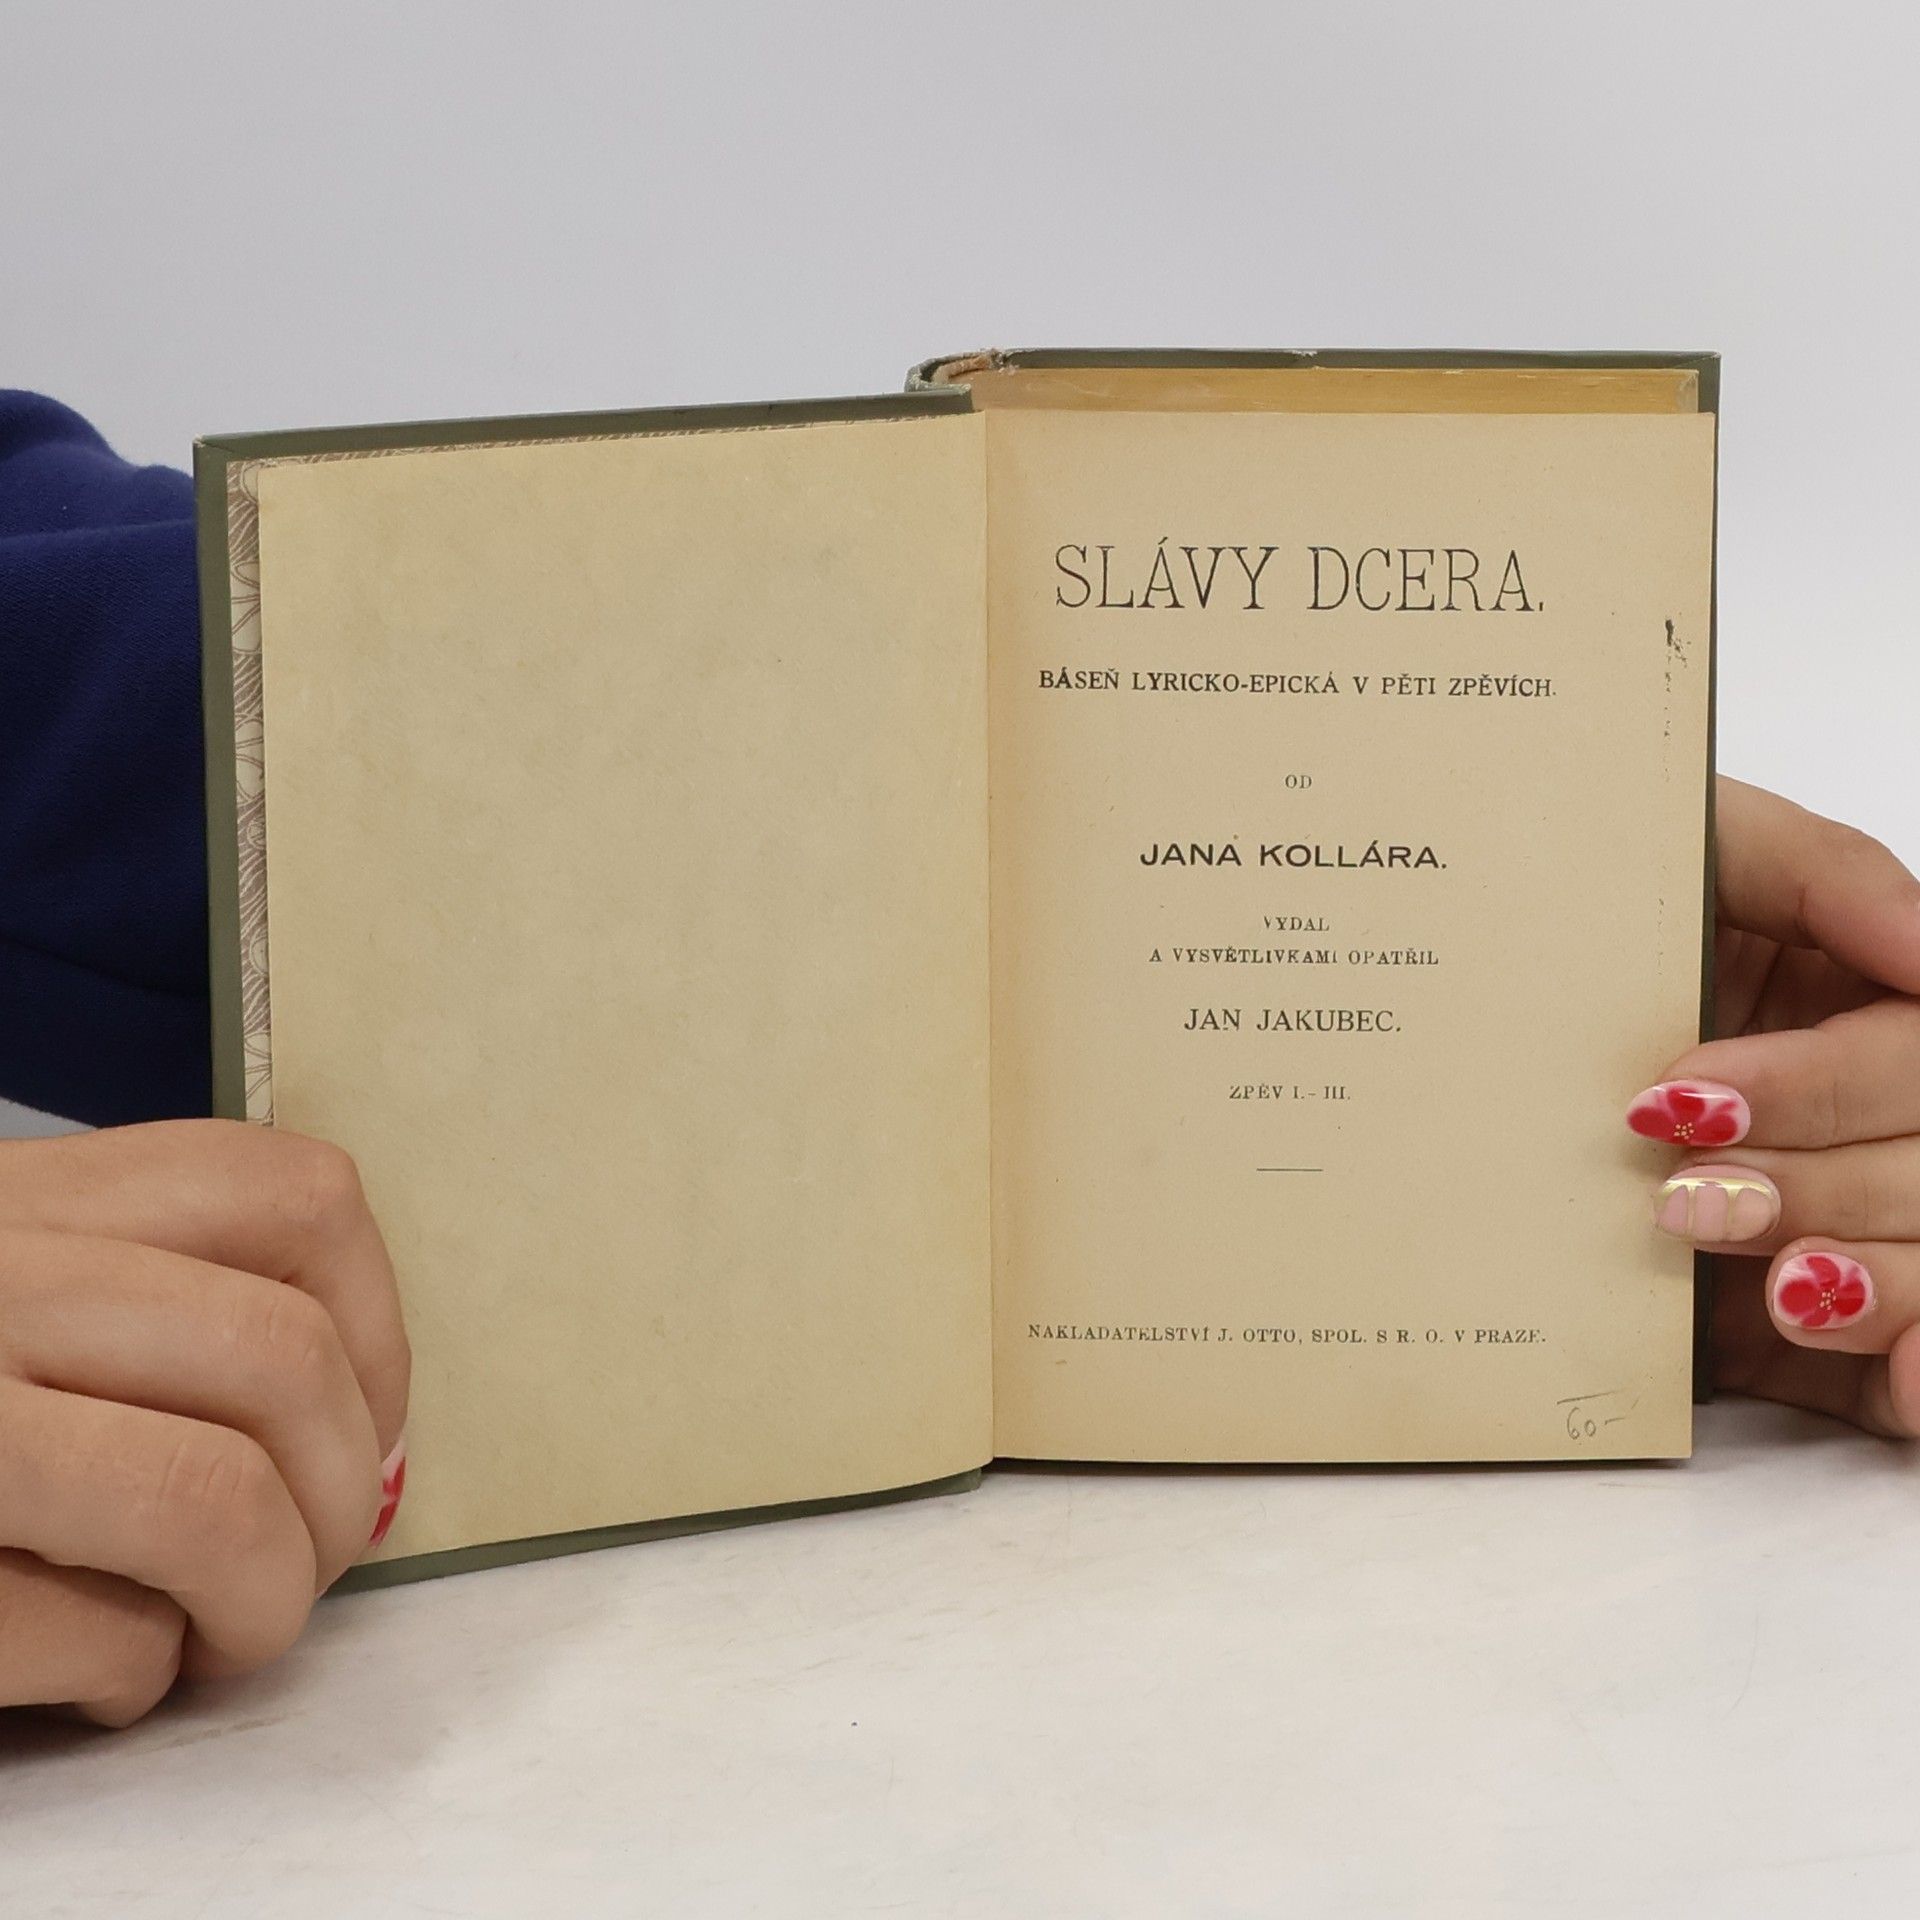 SLÁVY DCERA.
BÁSEŇ LYRICKO-EPICKÁ V PĚTI ZPĚVÍCH.
OD
JANA KOLLÁRA.
VYDAL
A VYSVĚTLIVKAMI OPATŘIL
JAN JAKUBEC.
ZPĚV I.- III.
NAKLADATELSTVÍ J. OTTO, SPOL. S R. O. V PRAZE.
60-